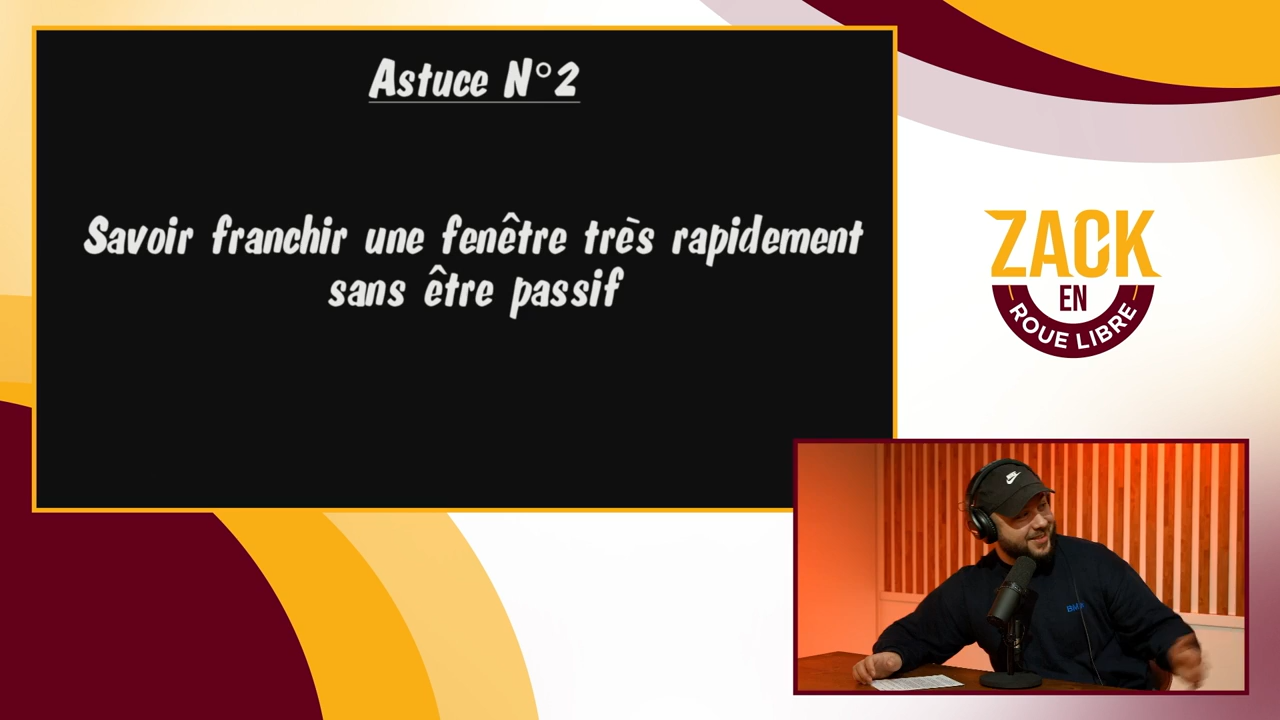 Astuce N°2
Savoir franchir une fenêtre très rapidement
sans être passif
ZACK
EN
ROUE LIBRE